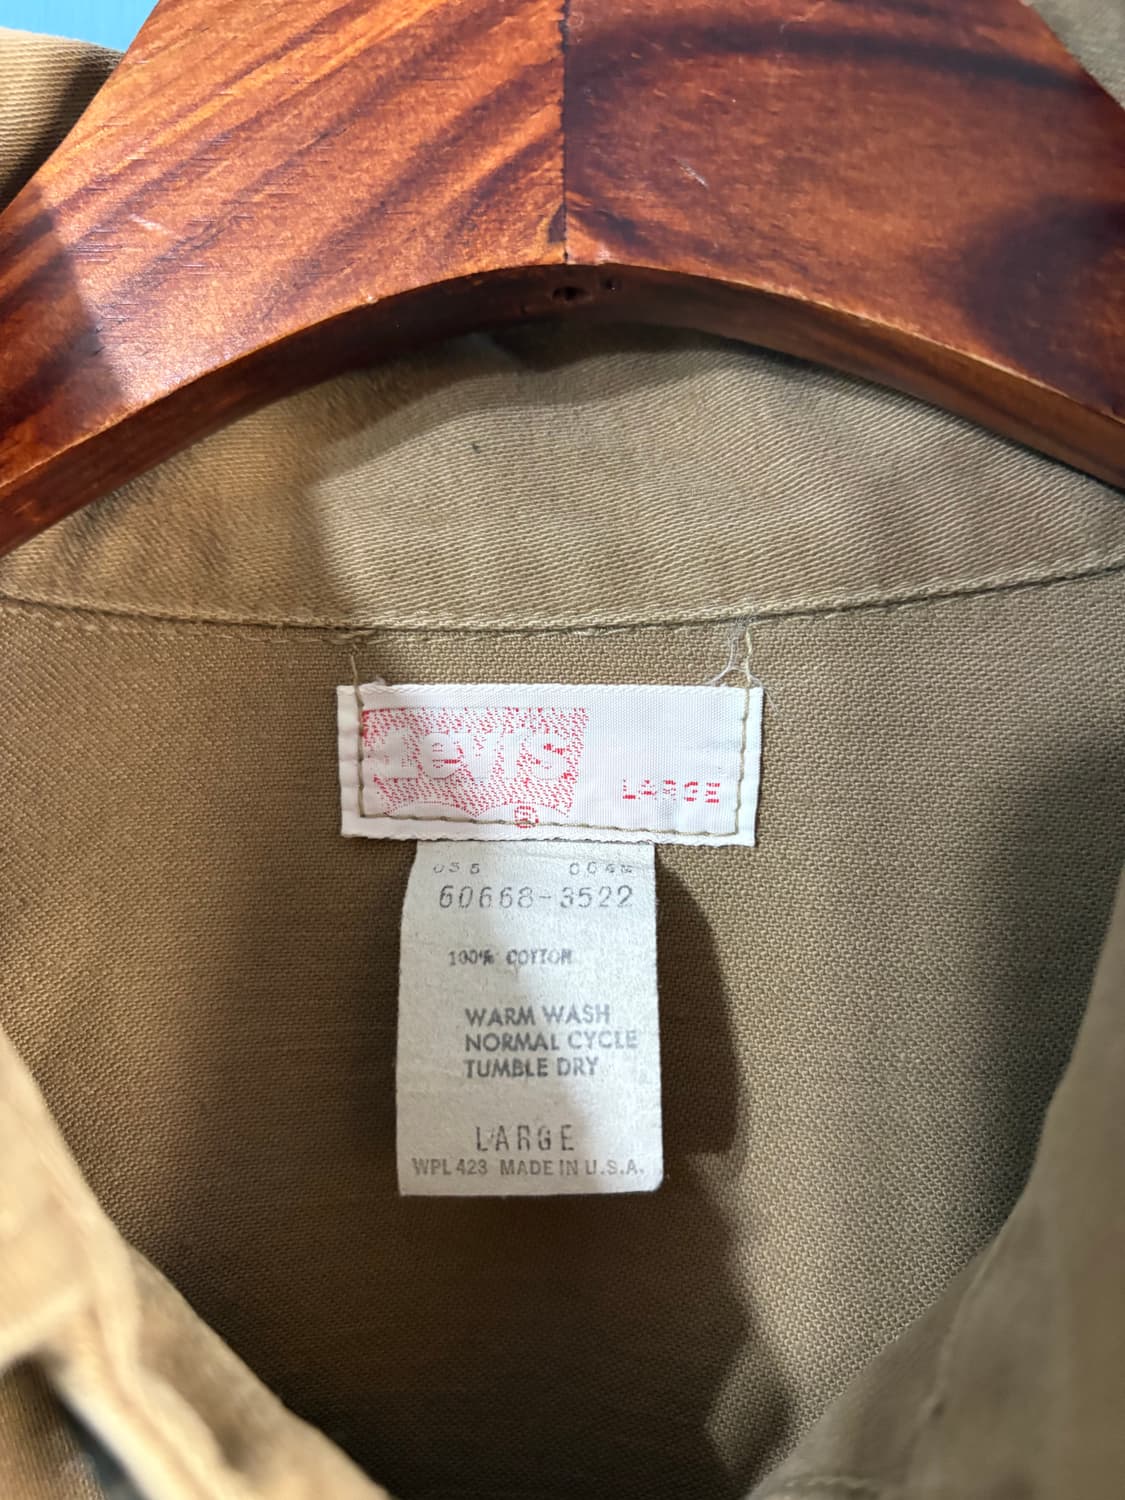 Levi's
LARGE
®
60668-3522
100% COTTON
WARM WASH
NORMAL CYCLE
TUMBLE DRY
LARGE
WPL 423 MADE IN U.S.A.